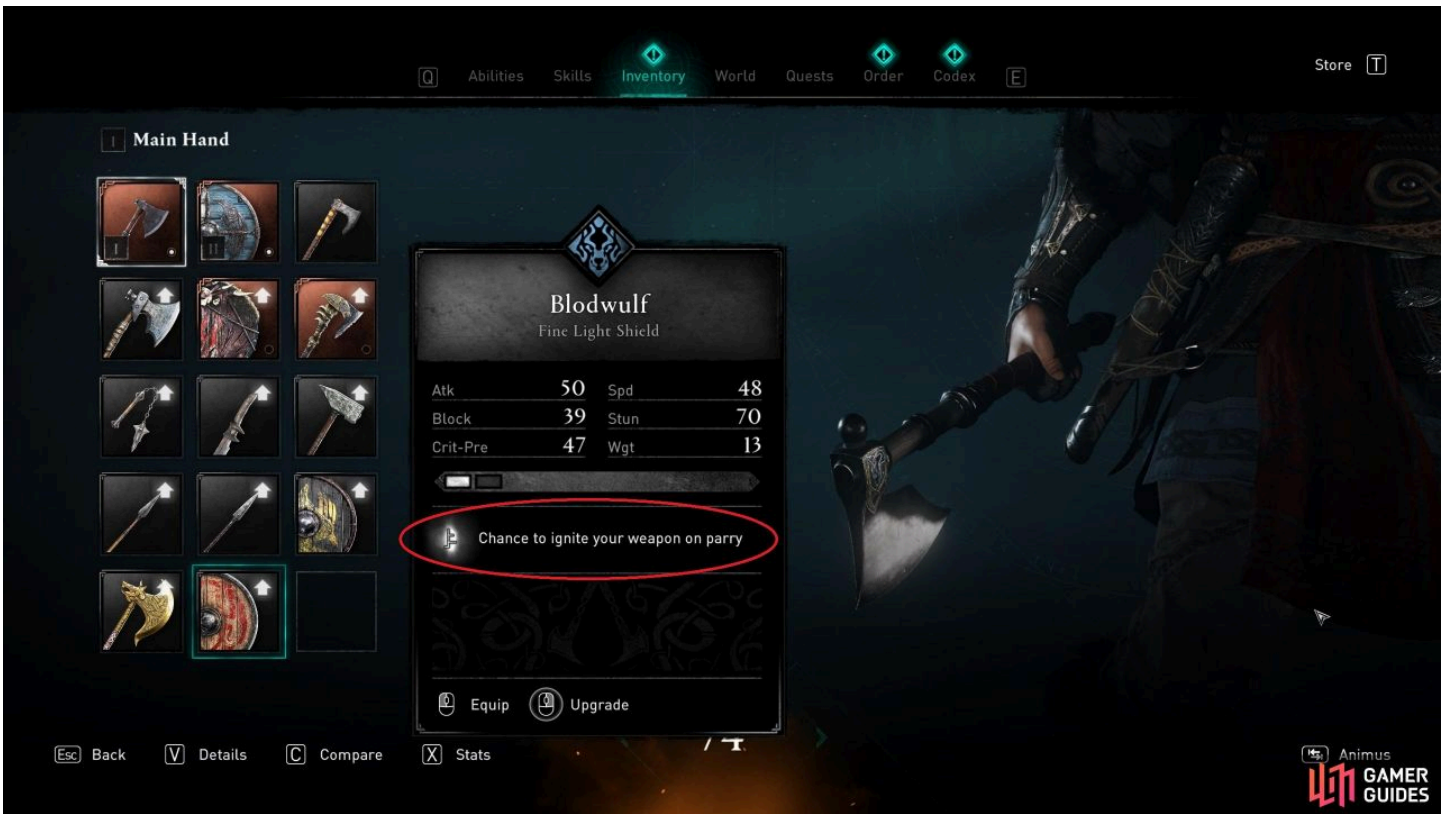 Q Abilities Skills Inventory World Quests Order Codex E
Store T
I Main Hand
I II
Blodwulf
Fine Light Shield
Atk 50 Spd 48
Block 39 Stun 70
Crit-Pre 47 Wgt 13
Chance to ignite your weapon on parry
Equip Upgrade
Esc Back V Details C Compare X Stats
Animus
GAMER
GUIDES